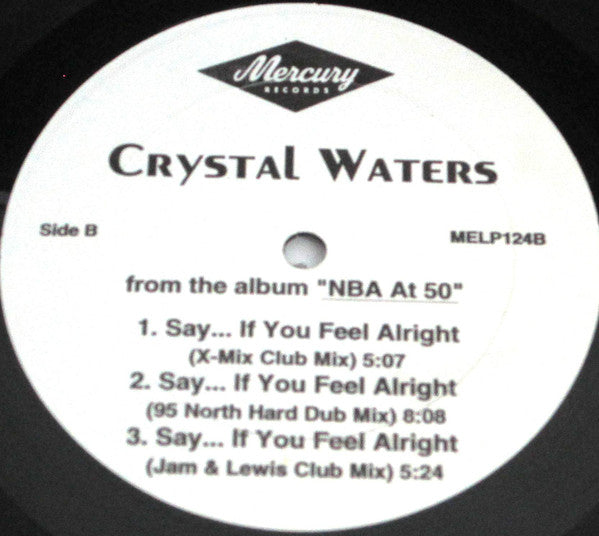 Mercury
RECORDS
CRYSTAL WATERS
Side B
MELP124B
from the album "NBA At 50"
1. Say... If You Feel Alright
(X-Mix Club Mix) 5:07
2. Say... If You Feel Alright
(95 North Hard Dub Mix) 8:08
3. Say... If You Feel Alright
(Jam & Lewis Club Mix) 5:24